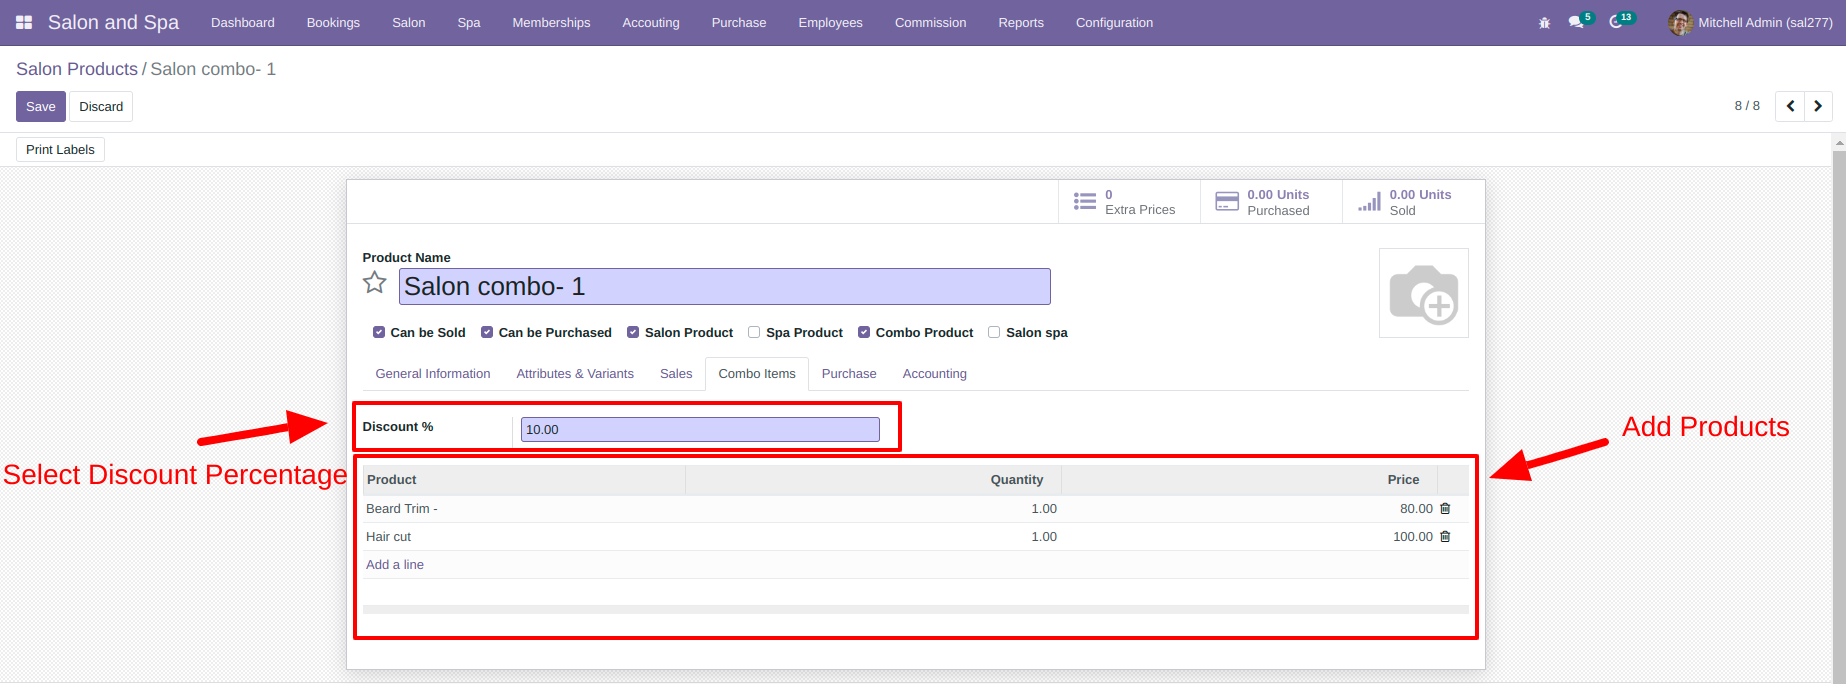 Salon and Spa Dashboard Bookings Salon Spa Memberships Accouting Purchase Employees Commission Reports Configuration 5 13 Mitchell Admin (sal277)
Salon Products / Salon combo- 1
Save Discard 8 / 8
Print Labels
0 Extra Prices
0.00 Units Purchased
0.00 Units Sold
Product Name
Salon combo- 1
Can be Sold Can be Purchased Salon Product Spa Product Combo Product Salon spa
General Information Attributes & Variants Sales Combo Items Purchase Accounting
Discount % 10.00
Add Products
Select Discount Percentage
Product Quantity Price
Beard Trim - 1.00 80.00
Hair cut 1.00 100.00
Add a line